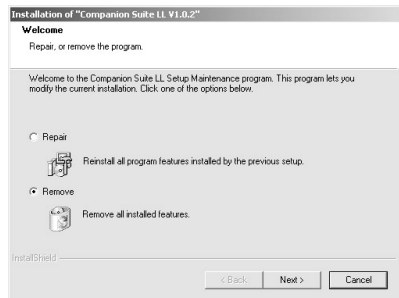 Installation of "Companion Suite LL V1.0.2"
Welcome
Repair, or remove the program.
Welcome to the Companion Suite LL Setup Maintenance program. This program lets you
modify the current installation. Click one of the options below.
Repair
Reinstall all program features installed by the previous setup.
Remove
Remove all installed features.
InstallShield
< Back
Next >
Cancel